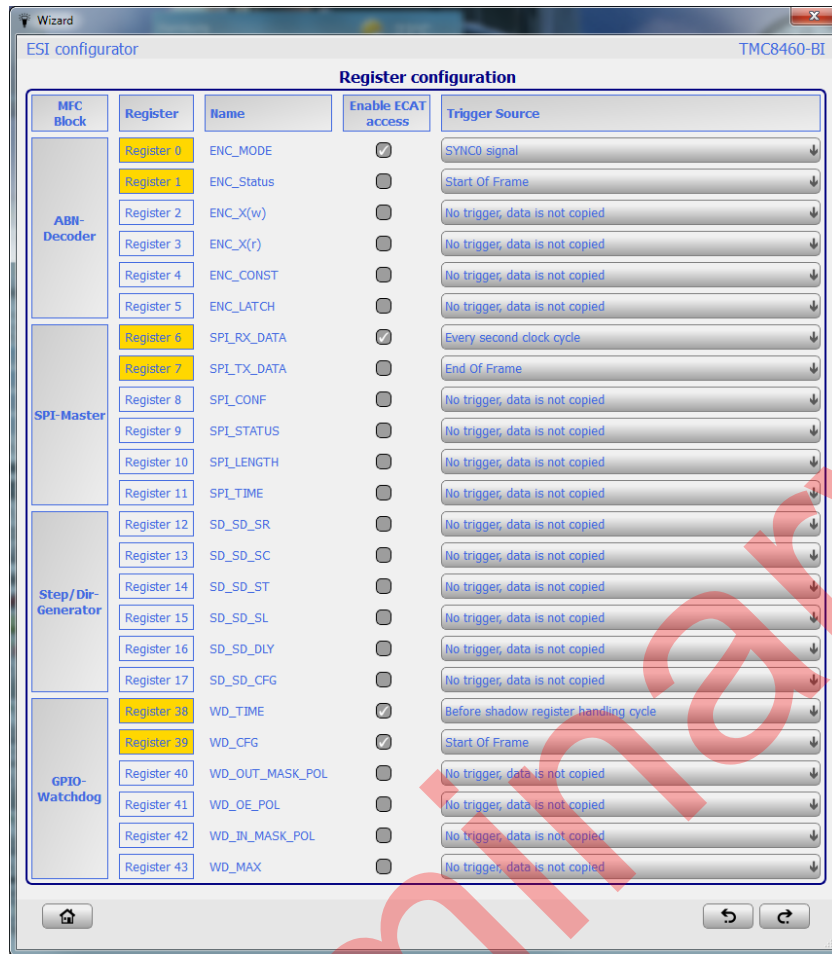 Wizard
ESI configurator TMC8460-BI
Register configuration
MFC Block Register Name Enable ECAT access Trigger Source
ABN-Decoder
Register 0 ENC_MODE SYNC0 signal
Register 1 ENC_Status Start Of Frame
Register 2 ENC_X(w) No trigger, data is not copied
Register 3 ENC_X(r) No trigger, data is not copied
Register 4 ENC_CONST No trigger, data is not copied
Register 5 ENC_LATCH No trigger, data is not copied
SPI-Master
Register 6 SPI_RX_DATA Every second clock cycle
Register 7 SPI_TX_DATA End Of Frame
Register 8 SPI_CONF No trigger, data is not copied
Register 9 SPI_STATUS No trigger, data is not copied
Register 10 SPI_LENGTH No trigger, data is not copied
Register 11 SPI_TIME No trigger, data is not copied
Step/Dir-Generator
Register 12 SD_SD_SR No trigger, data is not copied
Register 13 SD_SD_SC No trigger, data is not copied
Register 14 SD_SD_ST No trigger, data is not copied
Register 15 SD_SD_SL No trigger, data is not copied
Register 16 SD_SD_DLY No trigger, data is not copied
Register 17 SD_SD_CFG No trigger, data is not copied
GPIO-Watchdog
Register 38 WD_TIME Before shadow register handling cycle
Register 39 WD_CFG Start Of Frame
Register 40 WD_OUT_MASK_POL No trigger, data is not copied
Register 41 WD_OE_POL No trigger, data is not copied
Register 42 WD_IN_MASK_POL No trigger, data is not copied
Register 43 WD_MAX No trigger, data is not copied